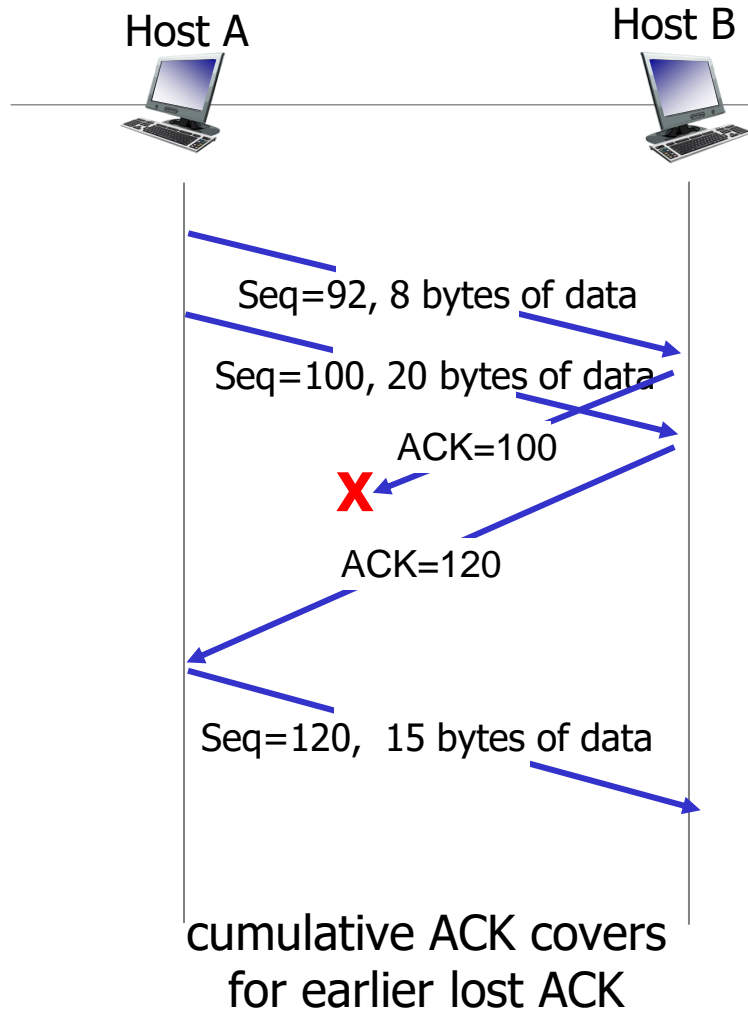 Host A
Host B
Seq=92, 8 bytes of data
Seq=100, 20 bytes of data
ACK=100
X
ACK=120
Seq=120, 15 bytes of data
cumulative ACK covers
for earlier lost ACK